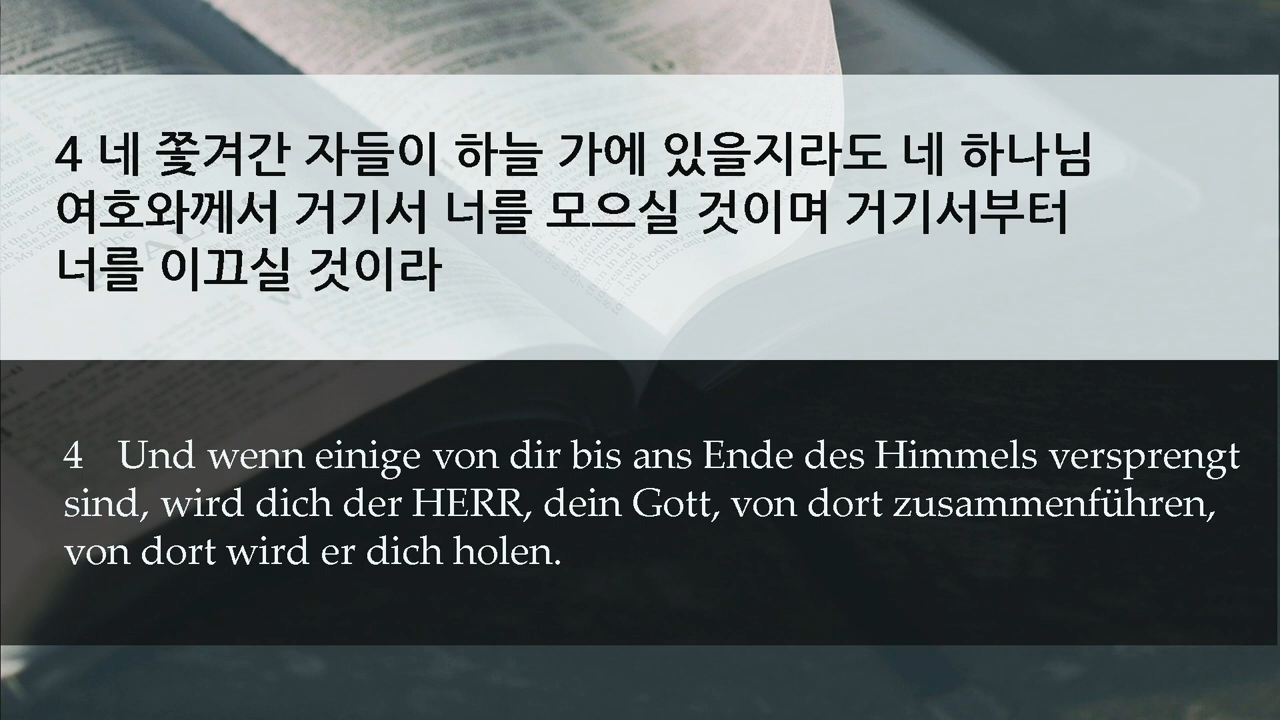 4 네 쫓겨간 자들이 하늘 가에 있을지라도 네 하나님
여호와께서 거기서 너를 모으실 것이며 거기서부터
너를 이끄실 것이라
4 Und wenn einige von dir bis ans Ende des Himmels versprengt
sind, wird dich der HERR, dein Gott, von dort zusammenführen,
von dort wird er dich holen.